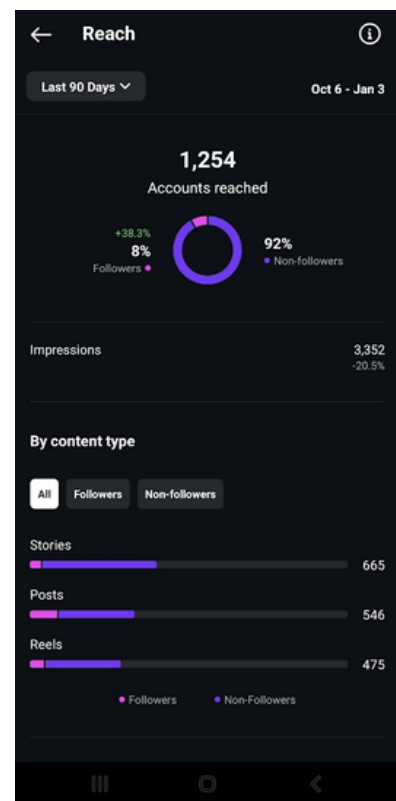 Reach
Last 90 Days
Oct 6 - Jan 3
1,254
Accounts reached
+38.3%
8%
Followers
92%
Non-followers
Impressions
3,352
-20.5%
By content type
All Followers Non-followers
Stories
665
Posts
546
Reels
475
Followers Non-Followers